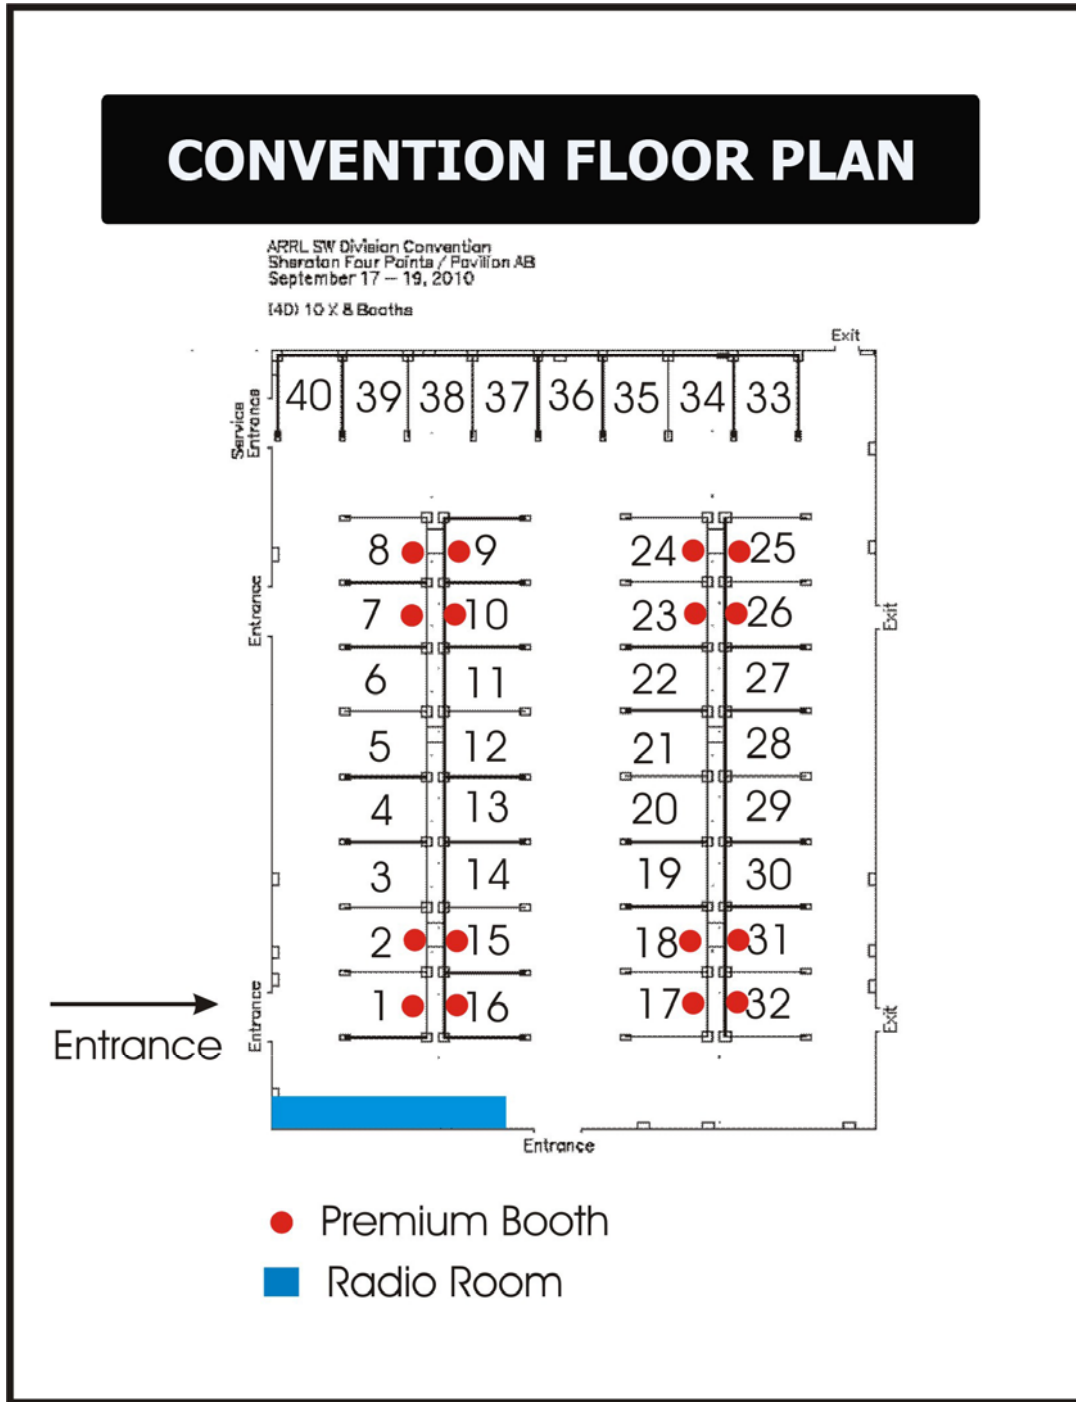 CONVENTION FLOOR PLAN
ARRL SW Division Convention
Sheraton Four Points / Pavilion AB
September 17 – 19, 2010
(40) 10 X 8 Booths
Exit
40 39 38 37 36 35 34 33
Service
Entrance
8 9 24 25
Entrance
7 10 23 26
Exit
6 11 22 27
5 12 21 28
4 13 20 29
3 14 19 30
2 15 18 31
Entrance
1 16 17 32
Exit
Entrance
Entrance
Premium Booth
Radio Room